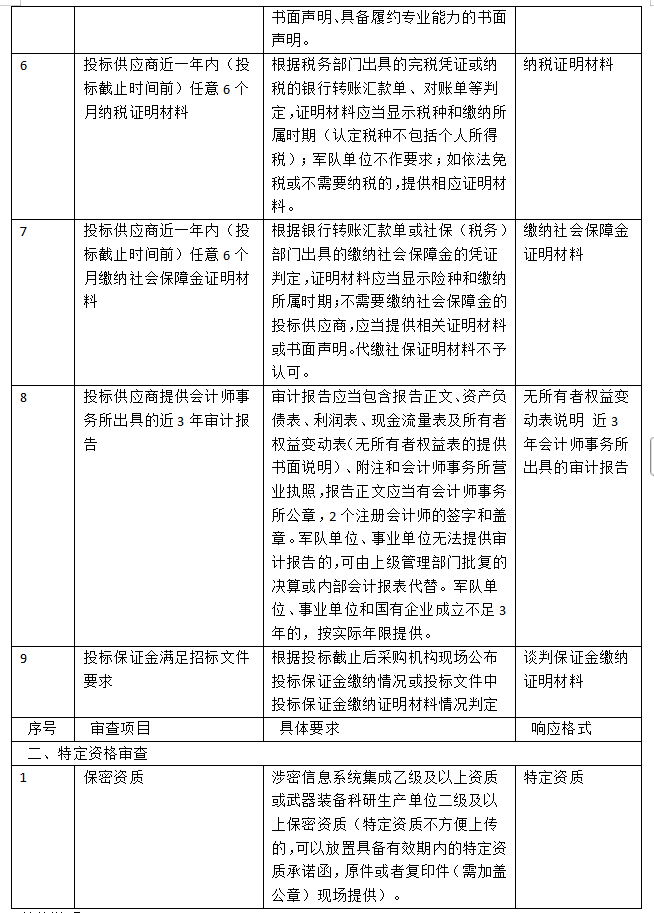 书面声明、具备履约专业能力的书面
声明。
6
投标供应商近一年内（投
标截止时间前）任意 6 个
月纳税证明材料
根据税务部门出具的完税凭证或纳
税的银行转账汇款单、对账单等判
定，证明材料应当显示税种和缴纳所
属时期（认定税种不包括个人所得
税）；军队单位不作要求；如依法免
税或不需要纳税的，提供相应证明材
料。
纳税证明材料
7
投标供应商近一年内（投
标截止时间前）任意 6 个
月缴纳社会保障金证明材
料
根据银行转账汇款单或社保（税务）
部门出具的缴纳社会保障金的凭证
判定，证明材料应当显示险种和缴纳
所属时期；不需要缴纳社会保障金的
投标供应商，应当提供相关证明材料
或书面声明。代缴社保证明材料不予
认可。
缴纳社会保障金
证明材料
8
投标供应商提供会计师事
务所出具的近 3 年审计报
告
审计报告应当包含报告正文、资产负
债表、利润表、现金流量表及所有者
权益变动表（无所有者权益表的提供
书面说明）、附注和会计师事务所营
业执照，报告正文应当有会计师事务
所公章，2 个注册会计师的签字和盖
章。军队单位、事业单位无法提供审
计报告的，可由上级管理部门批复的
决算或内部会计报表代替。军队单
位、事业单位和国有企业成立不足 3
年的，按实际年限提供。
无所有者权益变
动表说明 近 3
年会计师事务所
出具的审计报告
9
投标保证金满足招标文件
要求
根据投标截止后采购机构现场公布
投标保证金缴纳情况或投标文件中
投标保证金缴纳证明材料情况判定
谈判保证金缴纳
证明材料
序号 审查项目 具体要求 响应格式
二、特定资格审查
1
保密资质
涉密信息系统集成乙级及以上资质
或武器装备科研生产单位二级及以
上保密资质（特定资质不方便上传
的，可以放置具备有效期内的特定资
质承诺函，原件或者复印件（需加盖
公章）现场提供）。
特定资质